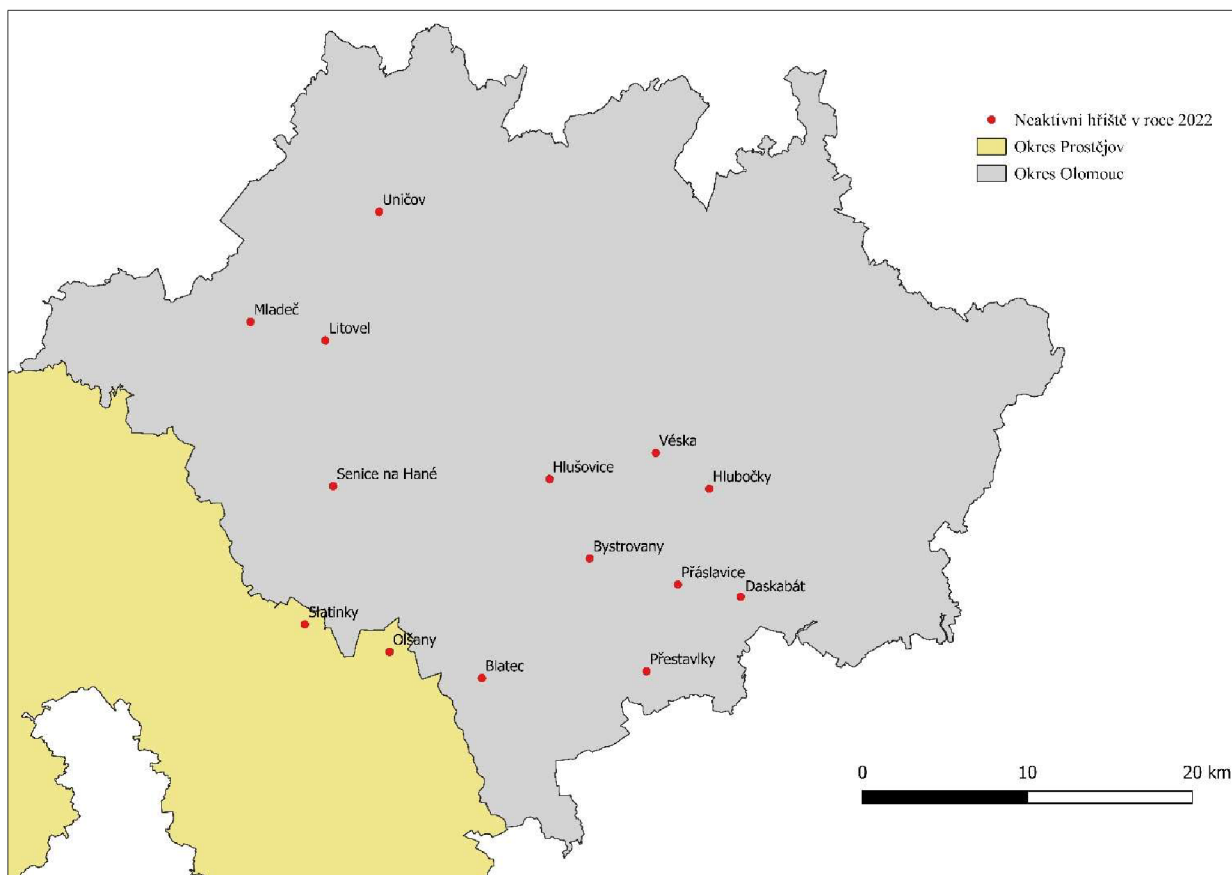 Neaktivní hřiště v roce 2022
Okres Prostějov
Okres Olomouc
Uničov
Mladeč
Litovel
Véska
Hlušovice
Senice na Hané
Hlubočky
Bystrovany
Přáslavice
Daskabát
Slatinky
Olšany
Blatec
Přestavlky
0 10 20 km